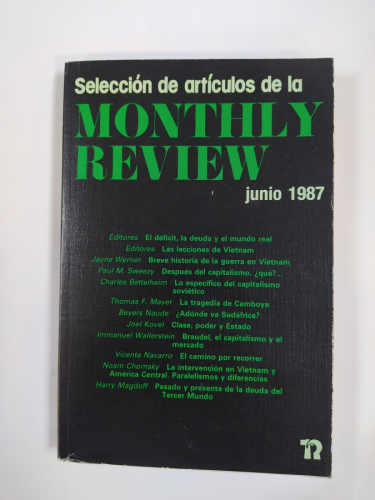 Selección de artículos de la
MONTHLY
REVIEW
junio 1987
Editores El déficit, la deuda y el mundo real
Editores Las lecciones de Vietnam
Jayne Werner Breve historia de la guerra en Vietnam
Paul M. Sweezy Después del capitalismo, ¿qué?...
Charles Bettelheim Lo específico del capitalismo
soviético
Thomas F. Mayer La tragedia de Camboya
Beyers Naude ¿Adónde va Sudáfrica?
Joel Kovel Clase, poder y Estado
Immanuel Wallerstein Braudel, el capitalismo y el
mercado
Vicente Navarro El camino por recorrer
Noam Chomsky La intervención en Vietnam y
América Central. Paralelismos y diferencias
Harry Magdoff Pasado y presente de la deuda del
Tercer Mundo